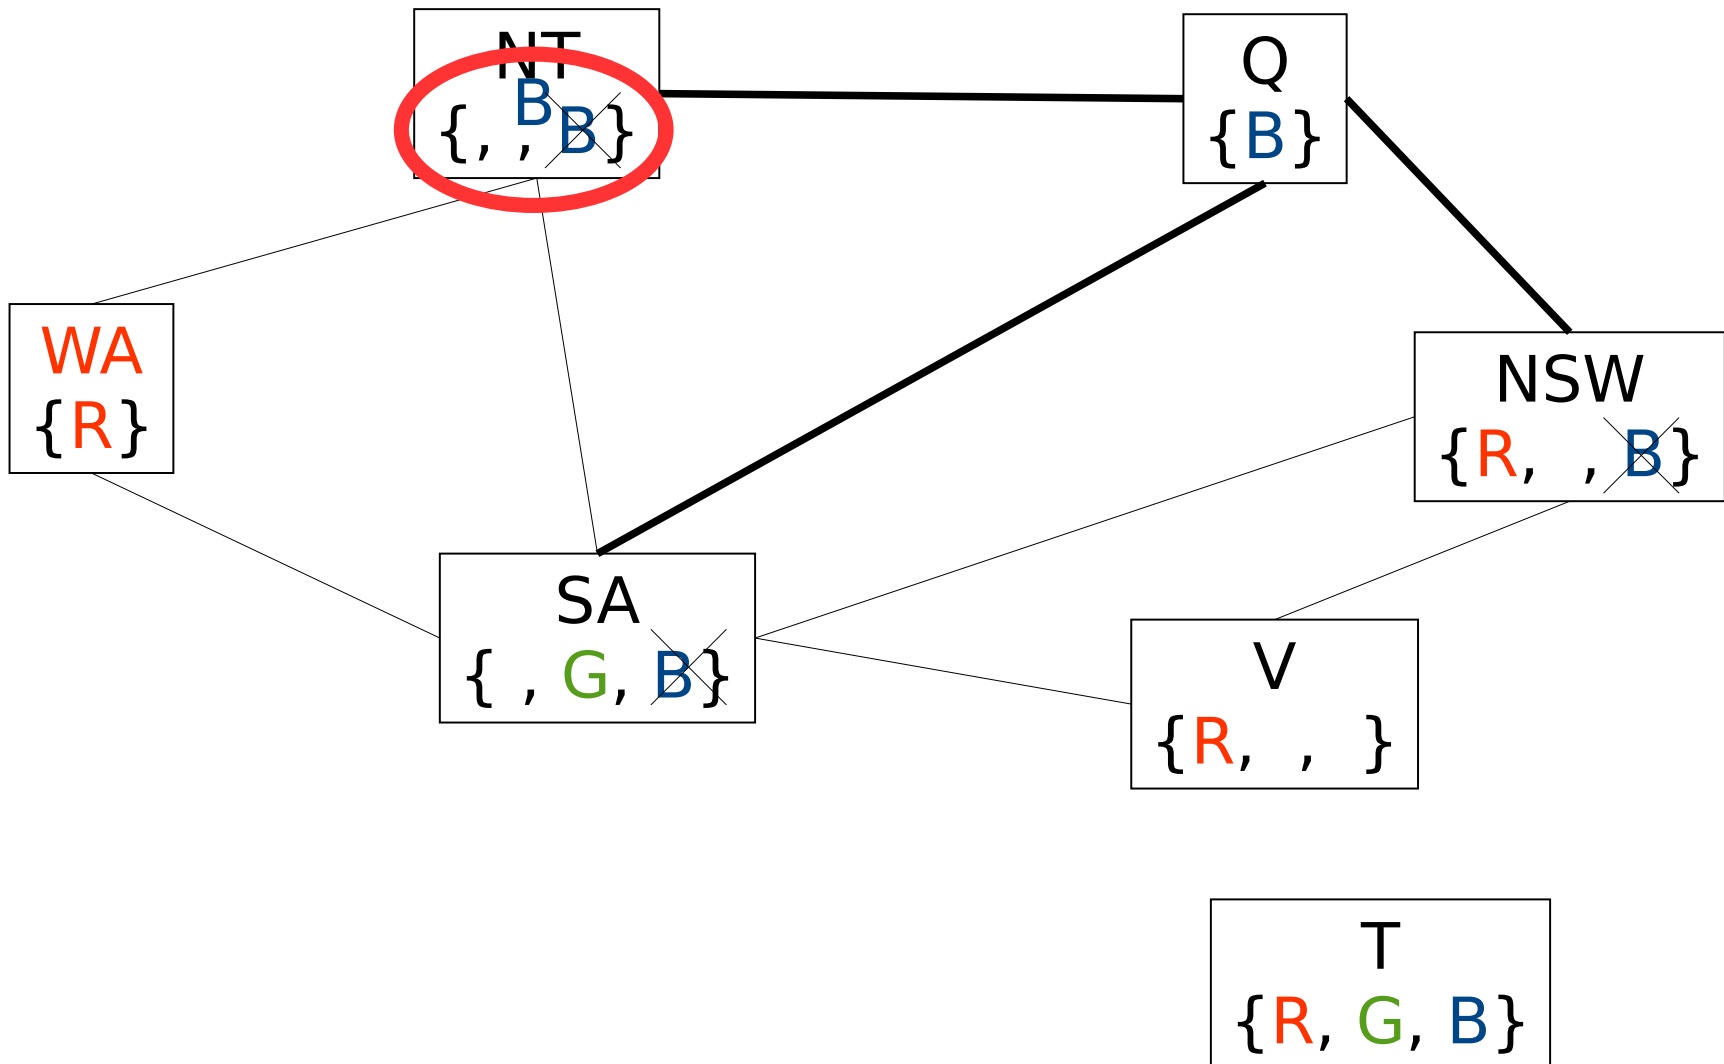 NT
B
{, , B}
Q
{B}
WA
{R}
NSW
{R, , B}
SA
{ , G, B}
V
{R, , }
T
{R, G, B}